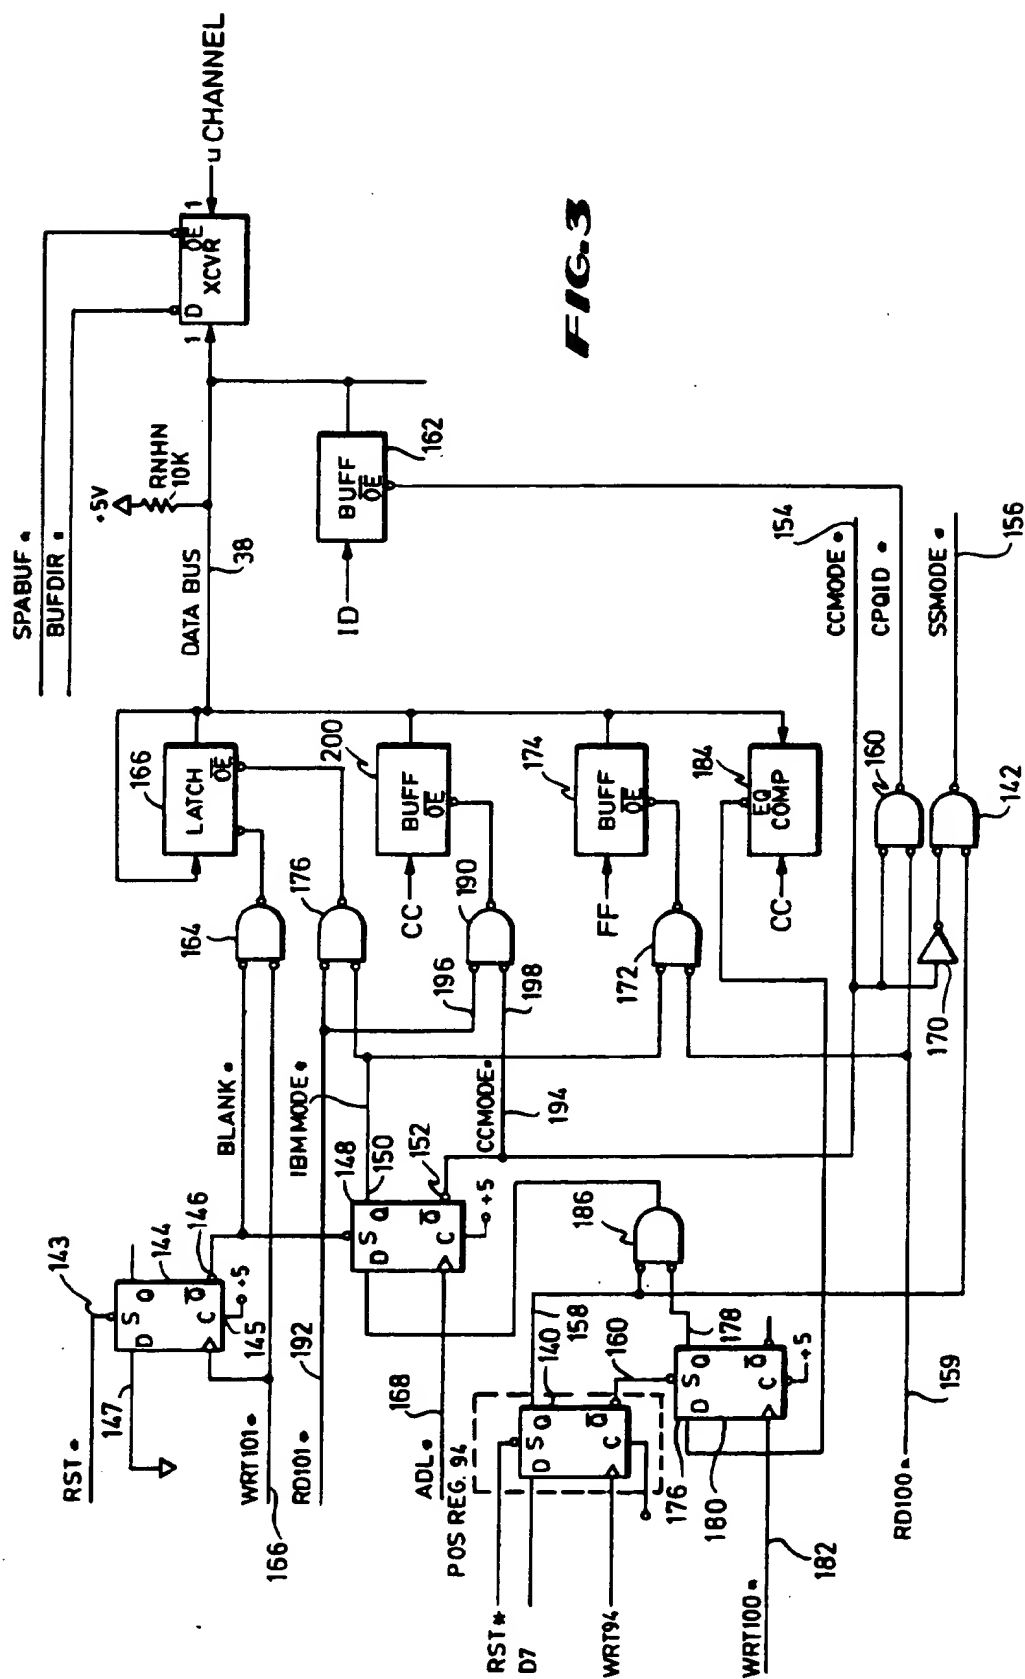 SPABUF*
BUFDIR*
+5V
RNHN
10K
DATA BUS
38
D
OE
XCVR
1
1
u CHANNEL
FIG. 3
166
LATCH
OE
200
BUFF
OE
CC
174
BUFF
OE
FF
184
EQ
COMP
CC
ID
BUFF
OE
162
154
CCMODE*
CPQID*
SSMODE*
156
160
142
170
164
176
190
196
198
172
BLANK*
IBMMODE*
CCMODE*
194
143
144
146
S
D
Q
Q
C
+5
145
147
RST*
WRT101*
166
RD101*
192
148
150
152
S
D
Q
Q
C
+5
ADL*
168
186
POS REG. 94
158
140
160
S
D
Q
Q
C
RST*
D7
WRT94
178
S
D
Q
Q
C
+5
176
180
182
WRT100*
RD100*
159